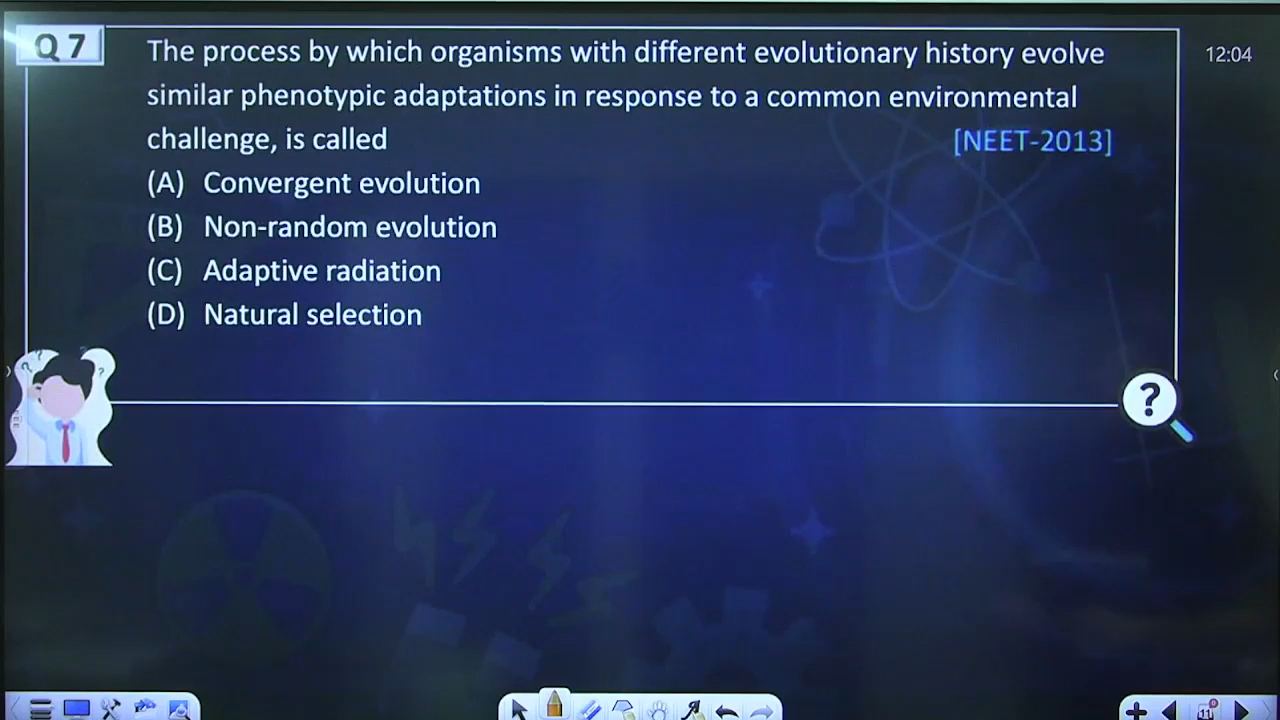 Q 7
The process by which organisms with different evolutionary history evolve
12:04
similar phenotypic adaptations in response to a common environmental
challenge, is called [NEET-2013]
(A) Convergent evolution
(B) Non-random evolution
(C) Adaptive radiation
(D) Natural selection
?
11